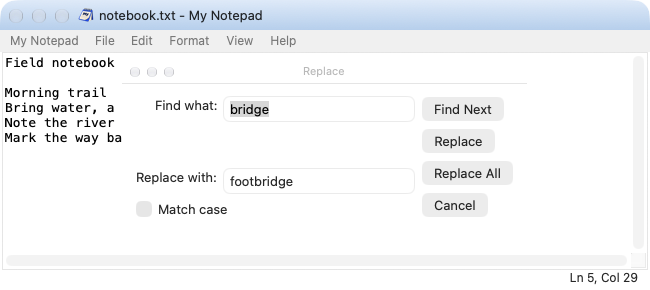 notebook.txt - My Notepad
My Notepad File Edit Format View Help
Field notebook
Replace
Morning trail
Bring water, a
Note the river
Mark the way ba
Find what: bridge Find Next
Replace
Replace with: footbridge Replace All
Match case Cancel
Ln 5, Col 29